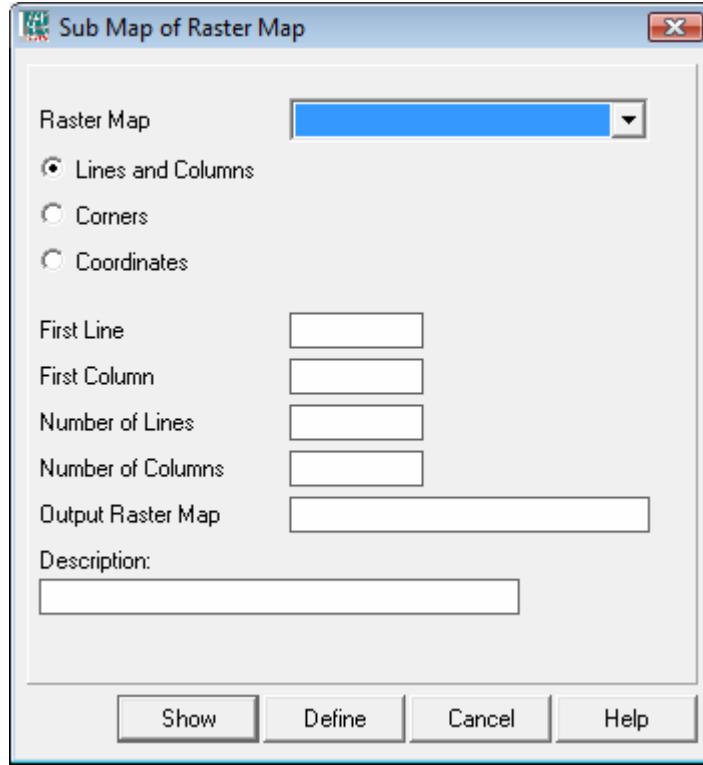 Sub Map of Raster Map
Raster Map
Lines and Columns
Corners
Coordinates
First Line
First Column
Number of Lines
Number of Columns
Output Raster Map
Description:
Show Define Cancel Help